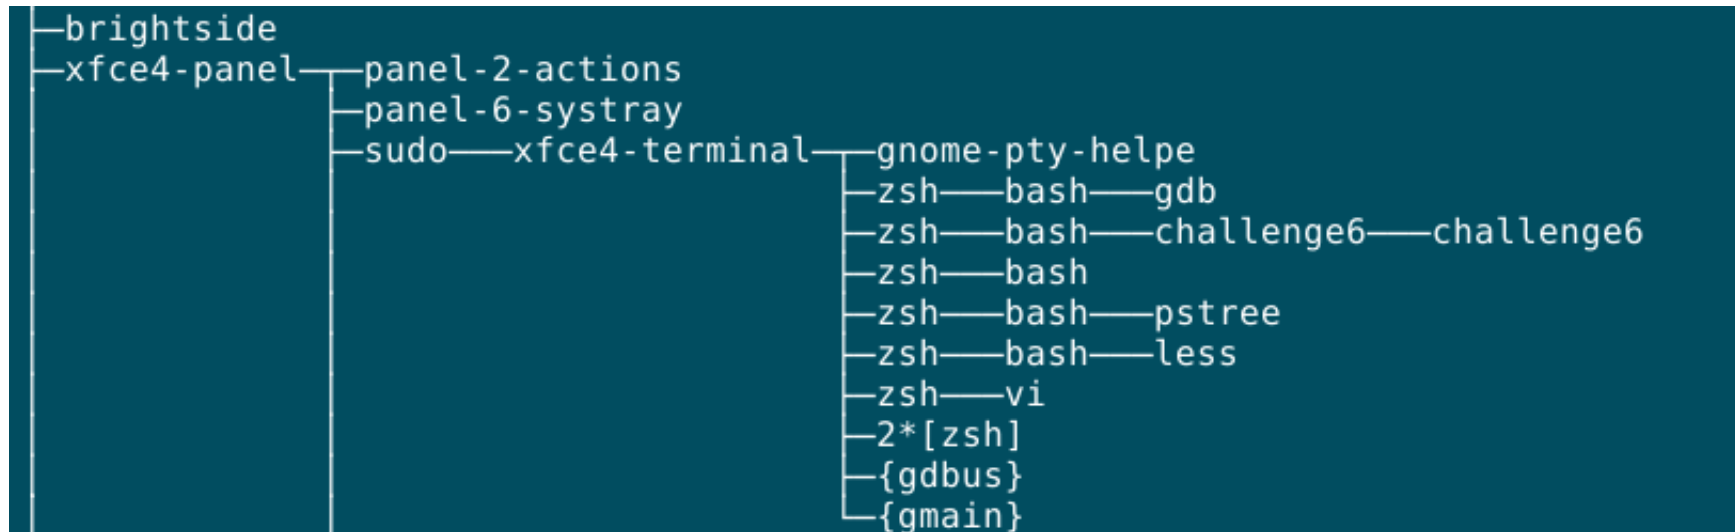 ├─brightside
├─xfce4-panel─┬─panel-2-actions
│             ├─panel-6-systray
│             ├─sudo───xfce4-terminal─┬─gnome-pty-helpe
│             │                       ├─zsh───bash───gdb
│             │                       ├─zsh───bash───challenge6───challenge6
│             │                       ├─zsh───bash
│             │                       ├─zsh───bash───pstree
│             │                       ├─zsh───bash───less
│             │                       ├─zsh───vi
│             │                       ├─2*[zsh]
│             │                       ├─{gdbus}
│             │                       └─{gmain}